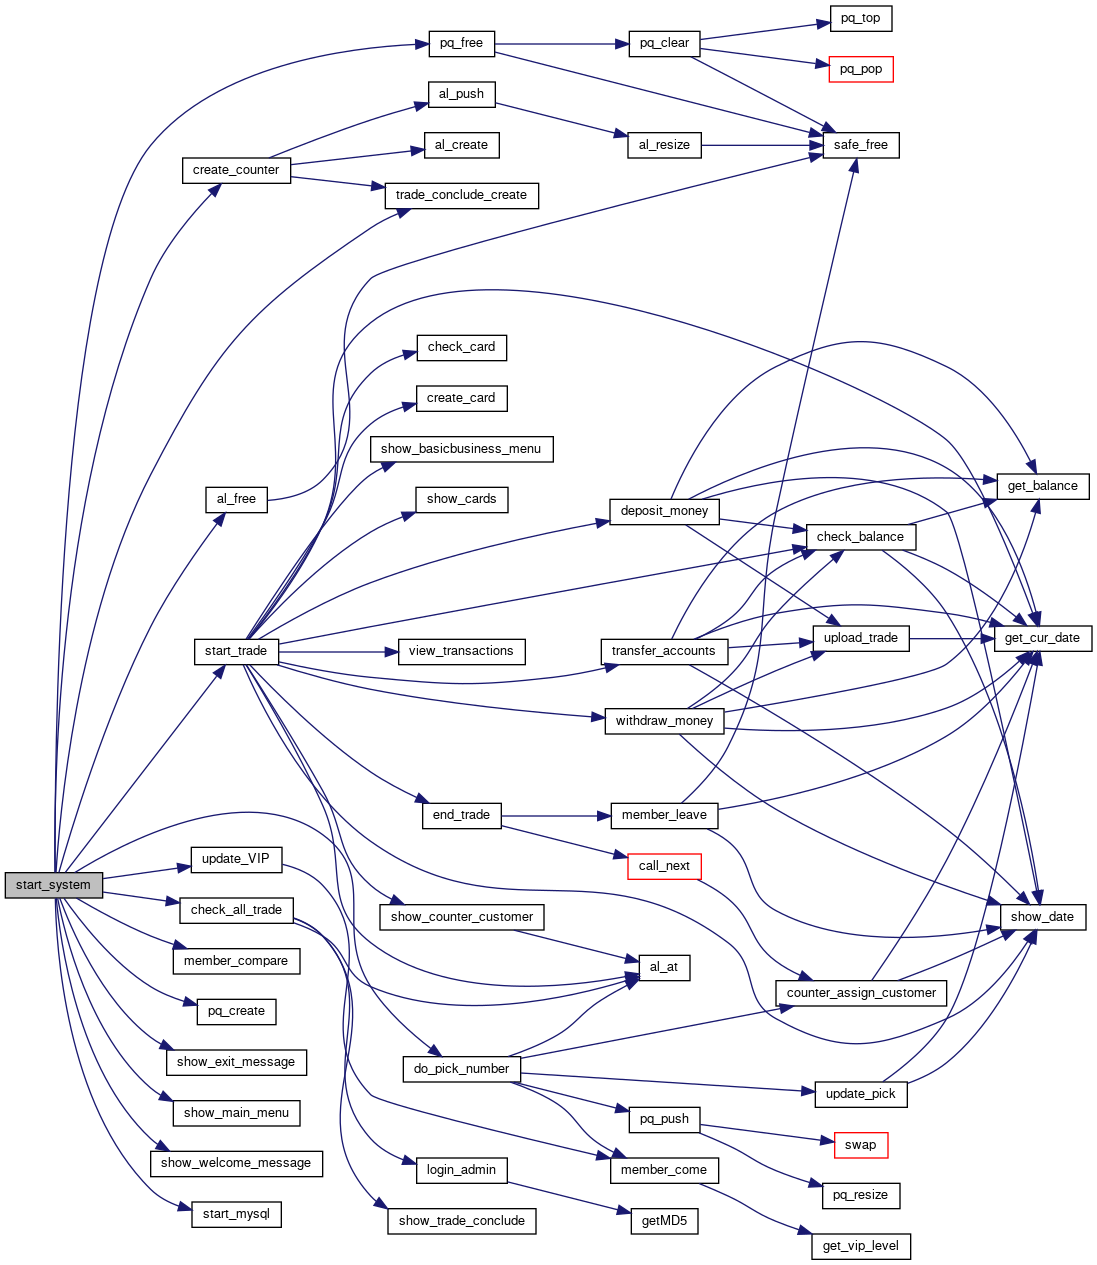 pq_top
pq_free
pq_clear
pq_pop
al_push
al_create
al_resize
safe_free
create_counter
trade_conclude_create
check_card
create_card
show_basicbusiness_menu
al_free
show_cards
get_balance
deposit_money
check_balance
start_trade
view_transactions
transfer_accounts
upload_trade
get_cur_date
withdraw_money
end_trade
member_leave
update_VIP
call_next
start_system
check_all_trade
show_counter_customer
show_date
member_compare
al_at
counter_assign_customer
pq_create
show_exit_message
do_pick_number
update_pick
show_main_menu
pq_push
swap
show_welcome_message
login_admin
member_come
pq_resize
start_mysql
show_trade_conclude
getMD5
get_vip_level